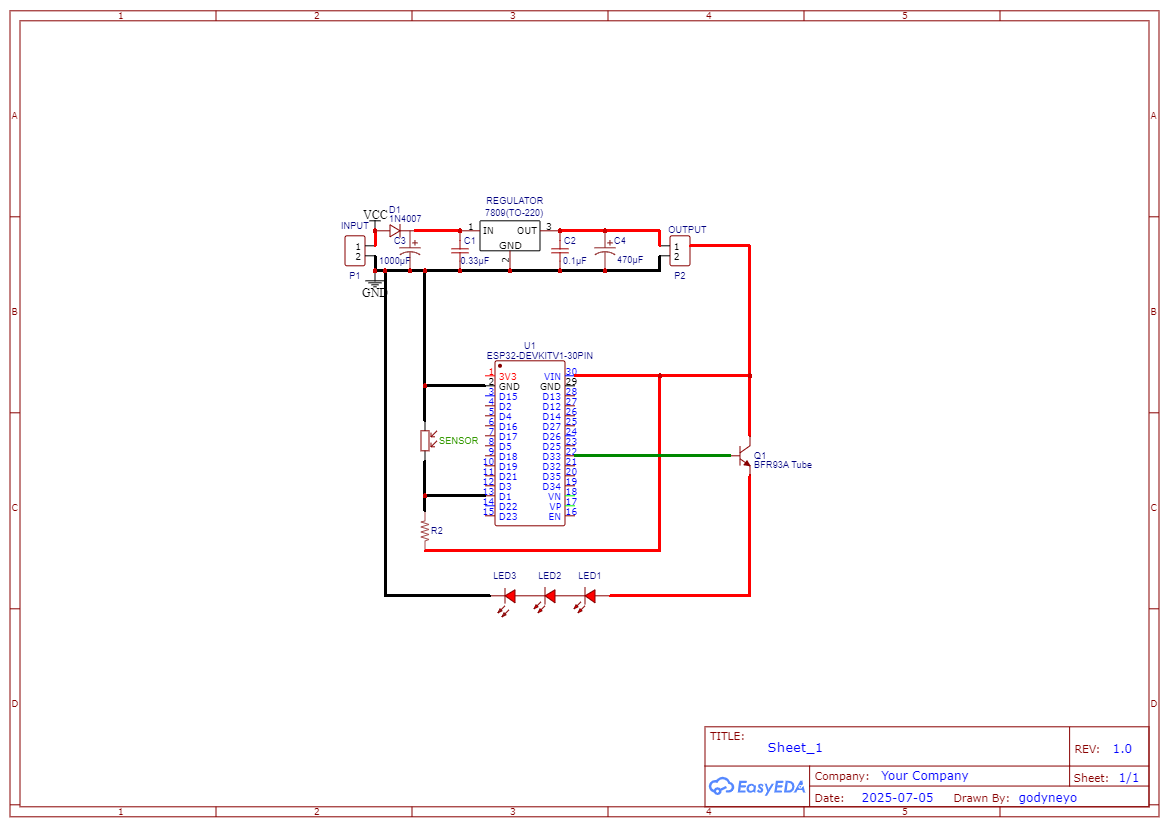 1 2 3 4 5
A A
B B
C C
D D
REGULATOR
7809(TO-220)
VCC
D1
1N4007
INPUT
1
2
P1
GND
C3
+
1000µF
C1
0.33µF
1 IN OUT 3
GND
2
C2
0.1µF
+
C4
470µF
OUTPUT
1
2
P2
U1
ESP32-DEVKITV1-30PIN
1 3V3 VIN 30
2 GND GND 29
3 D15 D13 28
4 D2 D12 27
5 D4 D14 26
6 D16 D27 25
7 D17 D26 24
8 D5 D25 23
9 D18 D33 22
10 D19 D32 21
11 D21 D35 20
12 D3 D34 19
13 D1 VN 18
14 D22 VP 17
15 D23 EN 16
SENSOR
R2
Q1
BFR93A Tube
LED3 LED2 LED1
TITLE:
Sheet_1
REV: 1.0
EasyEDA
Company: Your Company
Sheet: 1/1
Date: 2025-07-05 Drawn By: godyneyo
1 2 3 4 5